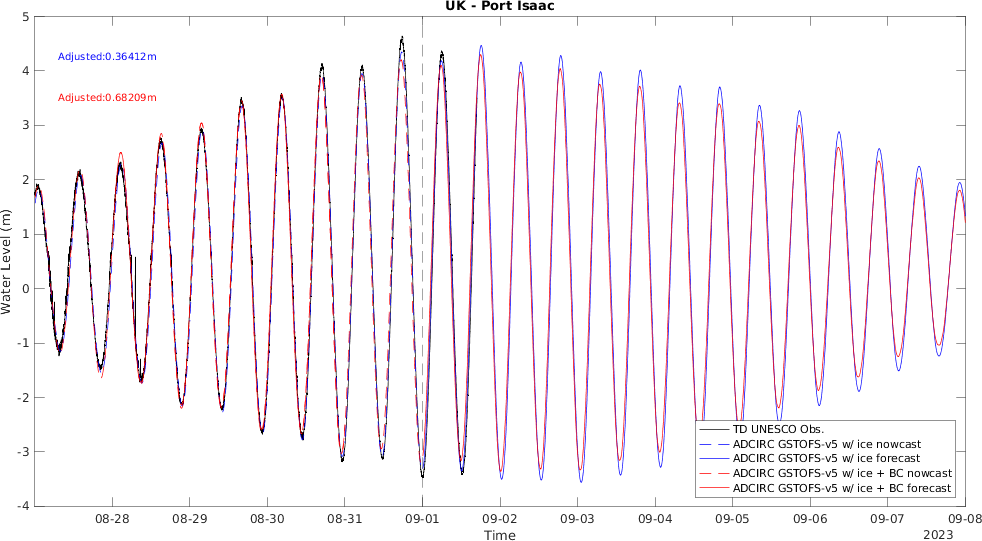 UK - Port Isaac
Adjusted:0.36412m
Adjusted:0.68209m
Water Level (m)
5
4
3
2
1
0
-1
-2
-3
-4
TD UNESCO Obs.
ADCIRC GSTOFS-v5 w/ ice nowcast
ADCIRC GSTOFS-v5 w/ ice forecast
ADCIRC GSTOFS-v5 w/ ice + BC nowcast
ADCIRC GSTOFS-v5 w/ ice + BC forecast
08-28 08-29 08-30 08-31 09-01 09-02 09-03 09-04 09-05 09-06 09-07 09-08
Time
2023